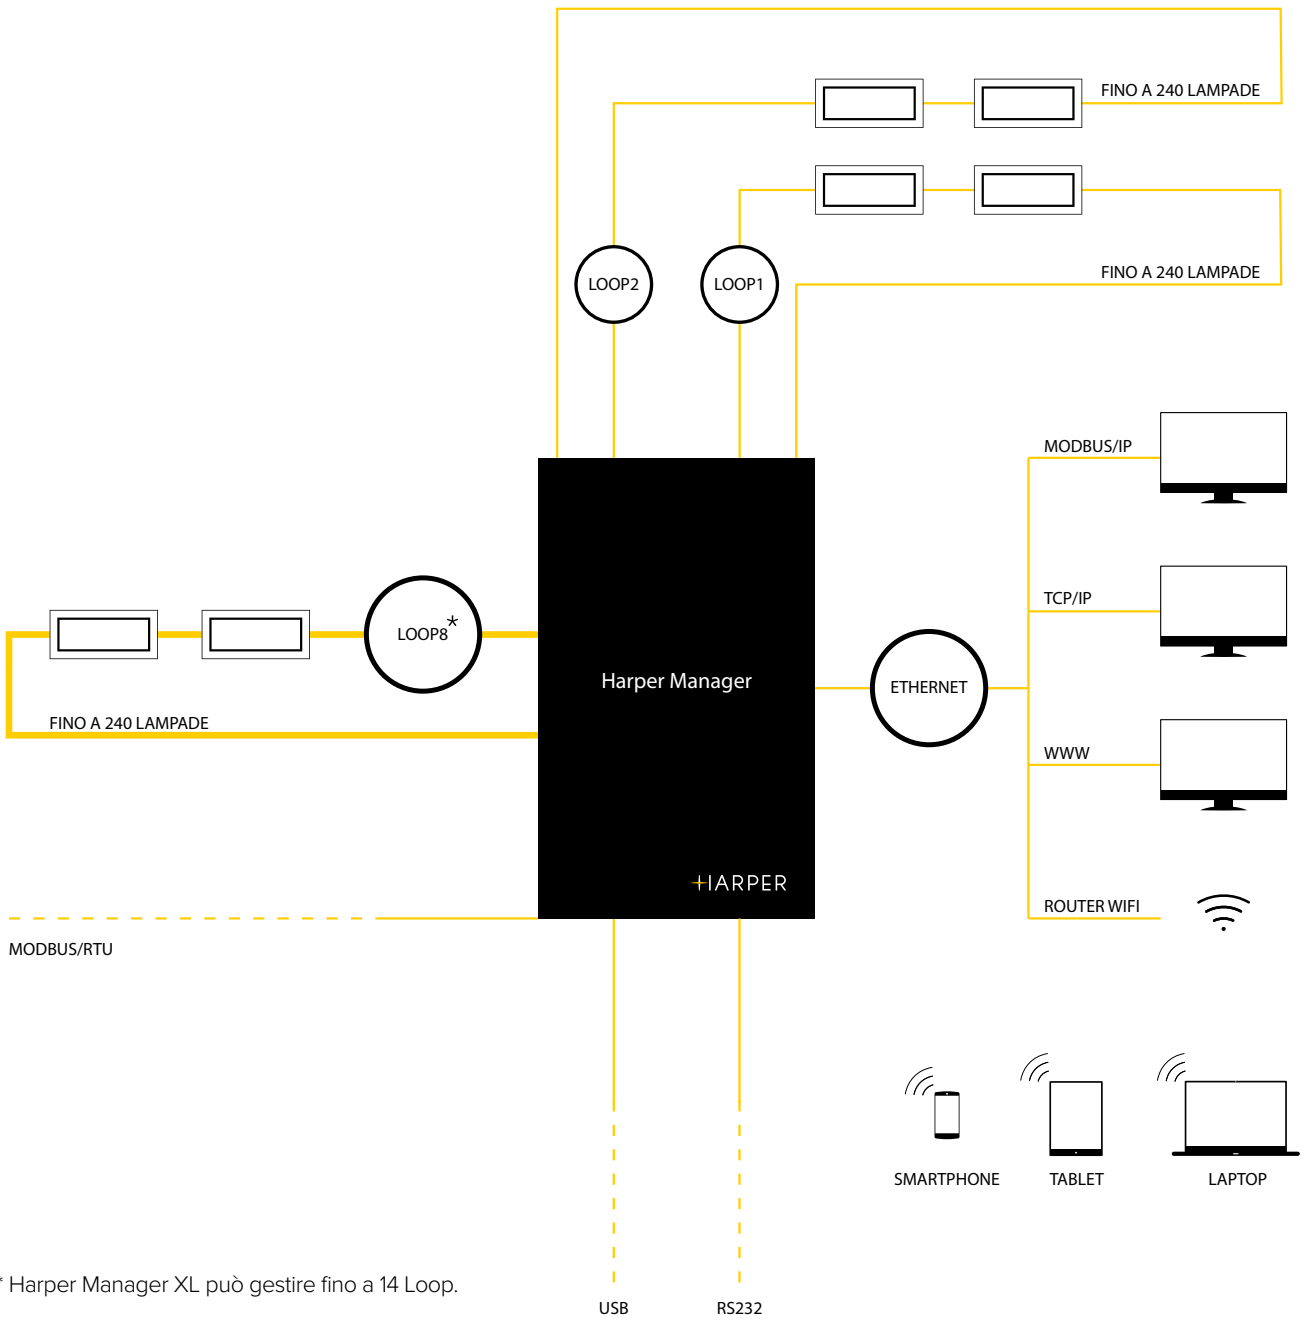 FINO A 240 LAMPADE
FINO A 240 LAMPADE
LOOP2
LOOP1
MODBUS/IP
TCP/IP
LOOP8*
Harper Manager
ETHERNET
FINO A 240 LAMPADE
WWW
HARPER
ROUTER WIFI
MODBUS/RTU
SMARTPHONE
TABLET
LAPTOP
* Harper Manager XL può gestire fino a 14 Loop.
USB
RS232